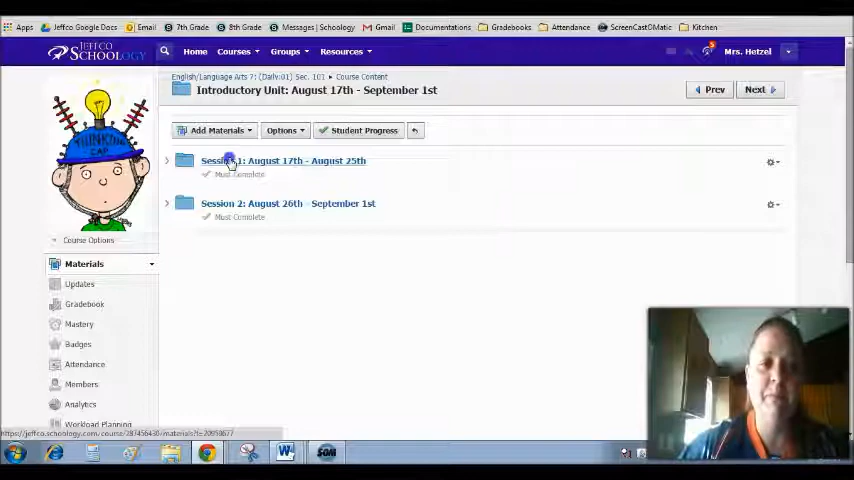 Apps Jeffco Google Docs Email 7th Grade 8th Grade Messages | Schoology Gmail Documentations Gradebooks Attendance ScreenCastOMatic Kitchen
JEFFCO SCHOOLOGY Home Courses Groups Resources Mrs. Hetzel
English/Language Arts 7: (Daily:01) Sec. 101 Course Content
Introductory Unit: August 17th - September 1st Prev Next
Add Materials Options Student Progress
Session 1: August 17th - August 25th
Must Complete
Session 2: August 26th - September 1st
Must Complete
THINKING CAP
Course Options
Materials
Updates
Gradebook
Mastery
Badges
Attendance
Members
Analytics
Workload Planning
SOM